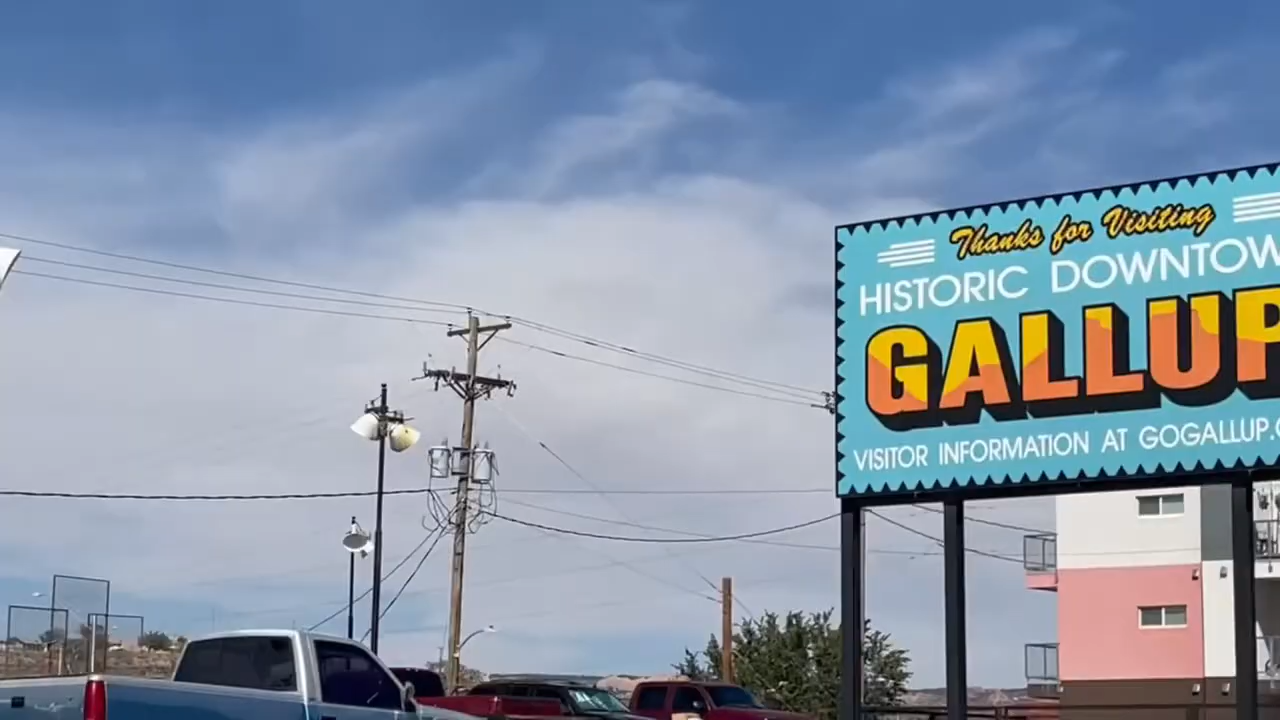 Thanks for Visiting
HISTORIC DOWNTOW
GALLUP
VISITOR INFORMATION AT GOGALLUP.